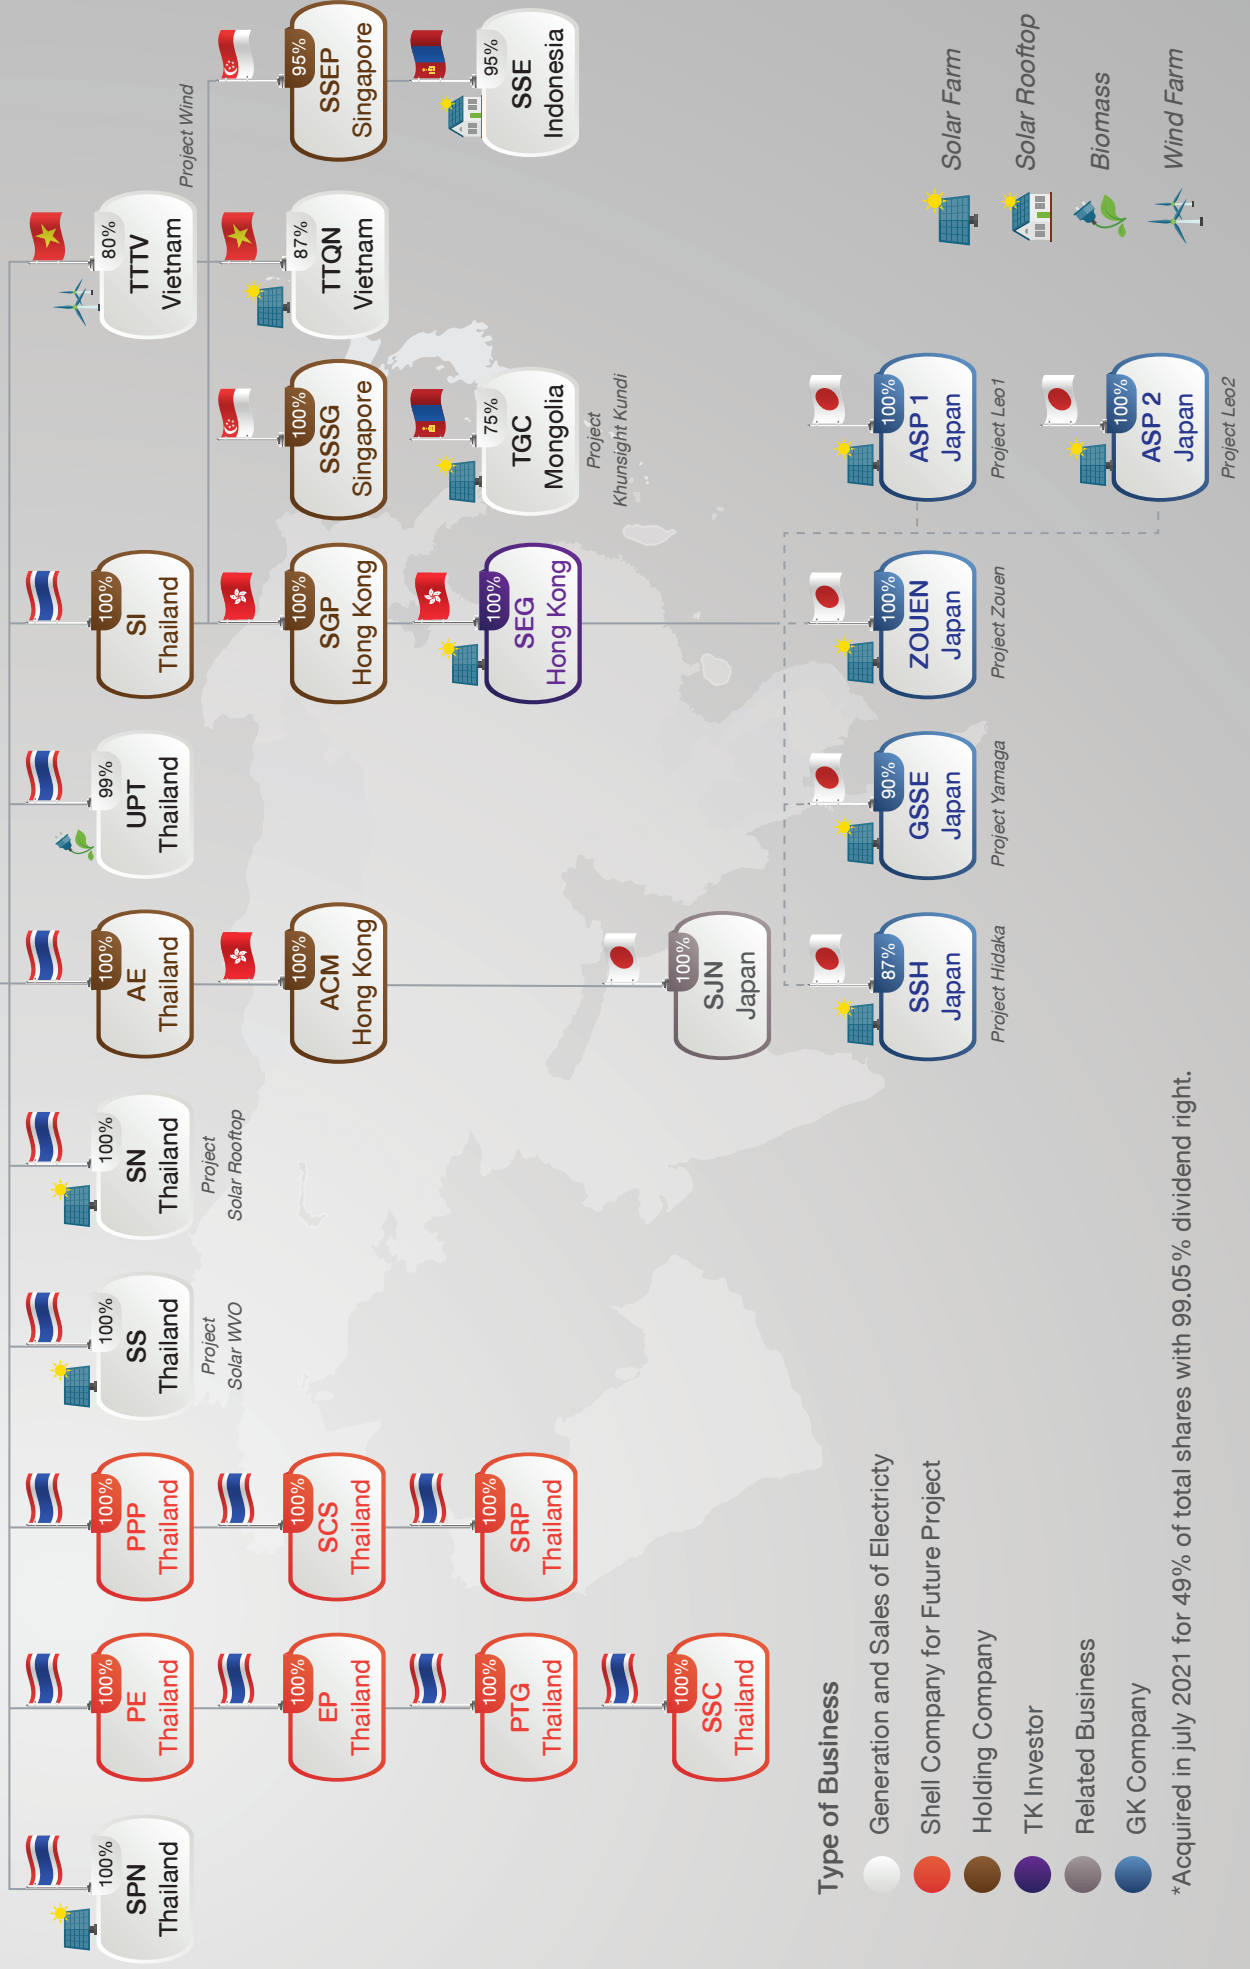 100%
SPN
Thailand
100%
PE
Thailand
100%
EP
Thailand
100%
PTG
Thailand
100%
SSC
Thailand
100%
PPP
Thailand
100%
SCS
Thailand
100%
SRP
Thailand
100%
SS
Thailand
Project
Solar WVO
100%
SN
Thailand
Project
Solar Rooftop
100%
AE
Thailand
100%
ACM
Hong Kong
100%
SJN
Japan
99%
UPT
Thailand
100%
SI
Thailand
100%
SGP
Hong Kong
100%
SEG
Hong Kong
80%
TTTV
Vietnam
Project Wind
100%
SSSG
Singapore
75%
TGC
Mongolia
Project
Khunsight Kundi
87%
TTQN
Vietnam
95%
SSEP
Singapore
95%
SSE
Indonesia
87%
SSH
Japan
Project Hidaka
90%
GSSE
Japan
Project Yamaga
100%
ZOUEN
Japan
Project Zouen
100%
ASP 1
Japan
Project Leo1
100%
ASP 2
Japan
Project Leo2
Solar Farm
Solar Rooftop
Biomass
Wind Farm
Type of Business
Generation and Sales of Electricty
Shell Company for Future Project
Holding Company
TK Investor
Related Business
GK Company
*Acquired in july 2021 for 49% of total shares with 99.05% dividend right.